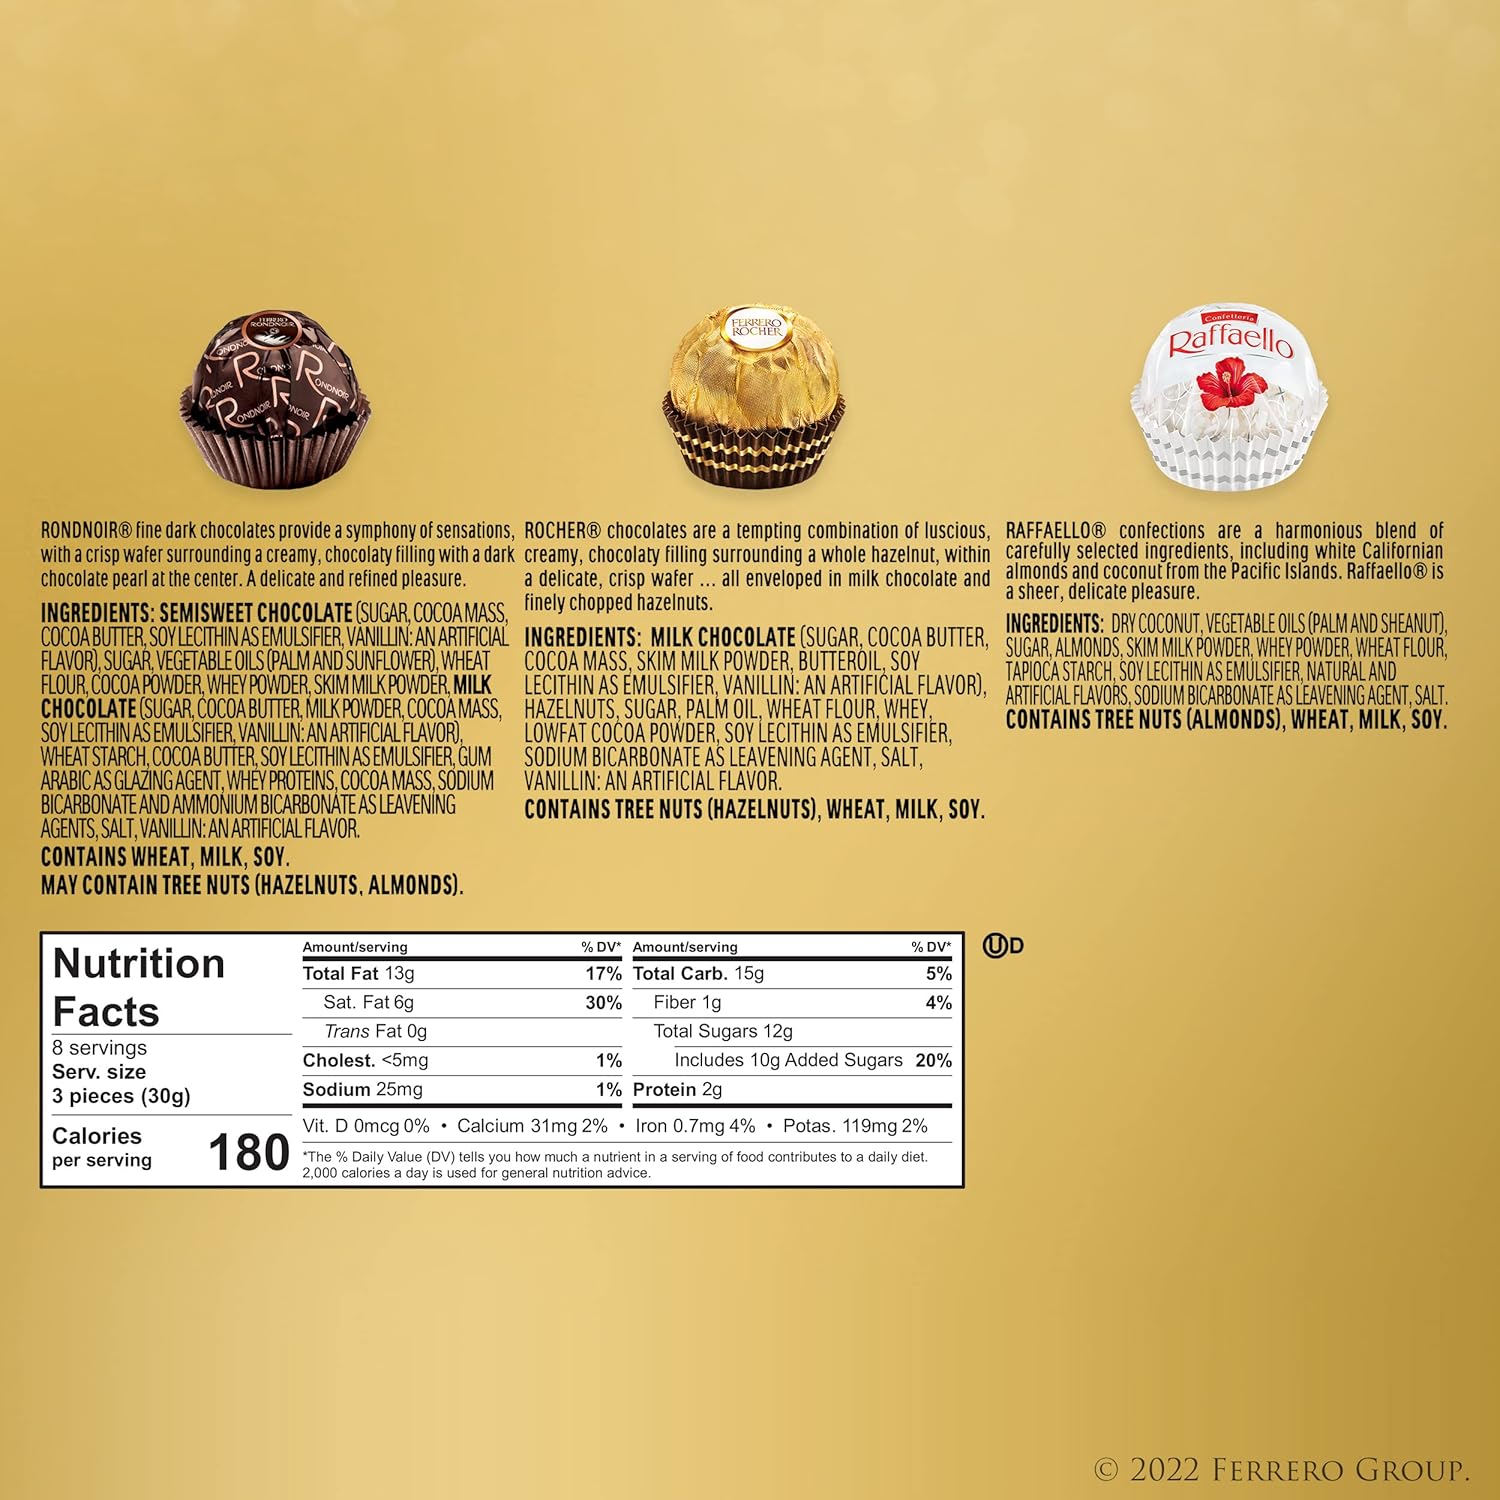 FERRERO
RONDNOIR
RONDNOIR
RONDNOIR
RONDNOIR
FERRERO
ROCHER
Confetteria
Raffaello
RONDNOIR® fine dark chocolates provide a symphony of sensations,
with a crisp wafer surrounding a creamy, chocolaty filling with a dark
chocolate pearl at the center. A delicate and refined pleasure.
INGREDIENTS: SEMISWEET CHOCOLATE (SUGAR, COCOA MASS,
COCOA BUTTER, SOY LECITHIN AS EMULSIFIER, VANILLIN: AN ARTIFICIAL
FLAVOR), SUGAR, VEGETABLE OILS (PALM AND SUNFLOWER), WHEAT
FLOUR, COCOA POWDER, WHEY POWDER, SKIM MILK POWDER, MILK
CHOCOLATE (SUGAR, COCOA BUTTER, MILK POWDER, COCOA MASS,
SOY LECITHIN AS EMULSIFIER, VANILLIN: AN ARTIFICIAL FLAVOR),
WHEAT STARCH, COCOA BUTTER, SOY LECITHIN AS EMULSIFIER, GUM
ARABIC AS GLAZING AGENT, WHEY PROTEINS, COCOA MASS, SODIUM
BICARBONATE AND AMMONIUM BICARBONATE AS LEAVENING
AGENTS, SALT, VANILLIN: AN ARTIFICIAL FLAVOR.
CONTAINS WHEAT, MILK, SOY.
MAY CONTAIN TREE NUTS (HAZELNUTS, ALMONDS).
ROCHER® chocolates are a tempting combination of luscious,
creamy, chocolaty filling surrounding a whole hazelnut, within
a delicate, crisp wafer ... all enveloped in milk chocolate and
finely chopped hazelnuts.
INGREDIENTS: MILK CHOCOLATE (SUGAR, COCOA BUTTER,
COCOA MASS, SKIM MILK POWDER, BUTTEROIL, SOY
LECITHIN AS EMULSIFIER, VANILLIN: AN ARTIFICIAL FLAVOR),
HAZELNUTS, SUGAR, PALM OIL, WHEAT FLOUR, WHEY,
LOWFAT COCOA POWDER, SOY LECITHIN AS EMULSIFIER,
SODIUM BICARBONATE AS LEAVENING AGENT, SALT,
VANILLIN: AN ARTIFICIAL FLAVOR.
CONTAINS TREE NUTS (HAZELNUTS), WHEAT, MILK, SOY.
RAFFAELLO® confections are a harmonious blend of
carefully selected ingredients, including white Californian
almonds and coconut from the Pacific Islands. Raffaello® is
a sheer, delicate pleasure.
INGREDIENTS: DRY COCONUT, VEGETABLE OILS (PALM AND SHEANUT),
SUGAR, ALMONDS, SKIM MILK POWDER, WHEY POWDER, WHEAT FLOUR,
TAPIOCA STARCH, SOY LECITHIN AS EMULSIFIER, NATURAL AND
ARTIFICIAL FLAVORS, SODIUM BICARBONATE AS LEAVENING AGENT, SALT.
CONTAINS TREE NUTS (ALMONDS), WHEAT, MILK, SOY.
Nutrition
Facts
8 servings
Serv. size
3 pieces (30g)
Calories
per serving
180
Amount/serving % DV*
Total Fat 13g 17%
Sat. Fat 6g 30%
Trans Fat 0g
Cholest. <5mg 1%
Sodium 25mg 1%
Amount/serving % DV*
Total Carb. 15g 5%
Fiber 1g 4%
Total Sugars 12g
Includes 10g Added Sugars 20%
Protein 2g
Vit. D 0mcg 0% • Calcium 31mg 2% • Iron 0.7mg 4% • Potas. 119mg 2%
*The % Daily Value (DV) tells you how much a nutrient in a serving of food contributes to a daily diet.
2,000 calories a day is used for general nutrition advice.
UD
© 2022 FERRERO GROUP.